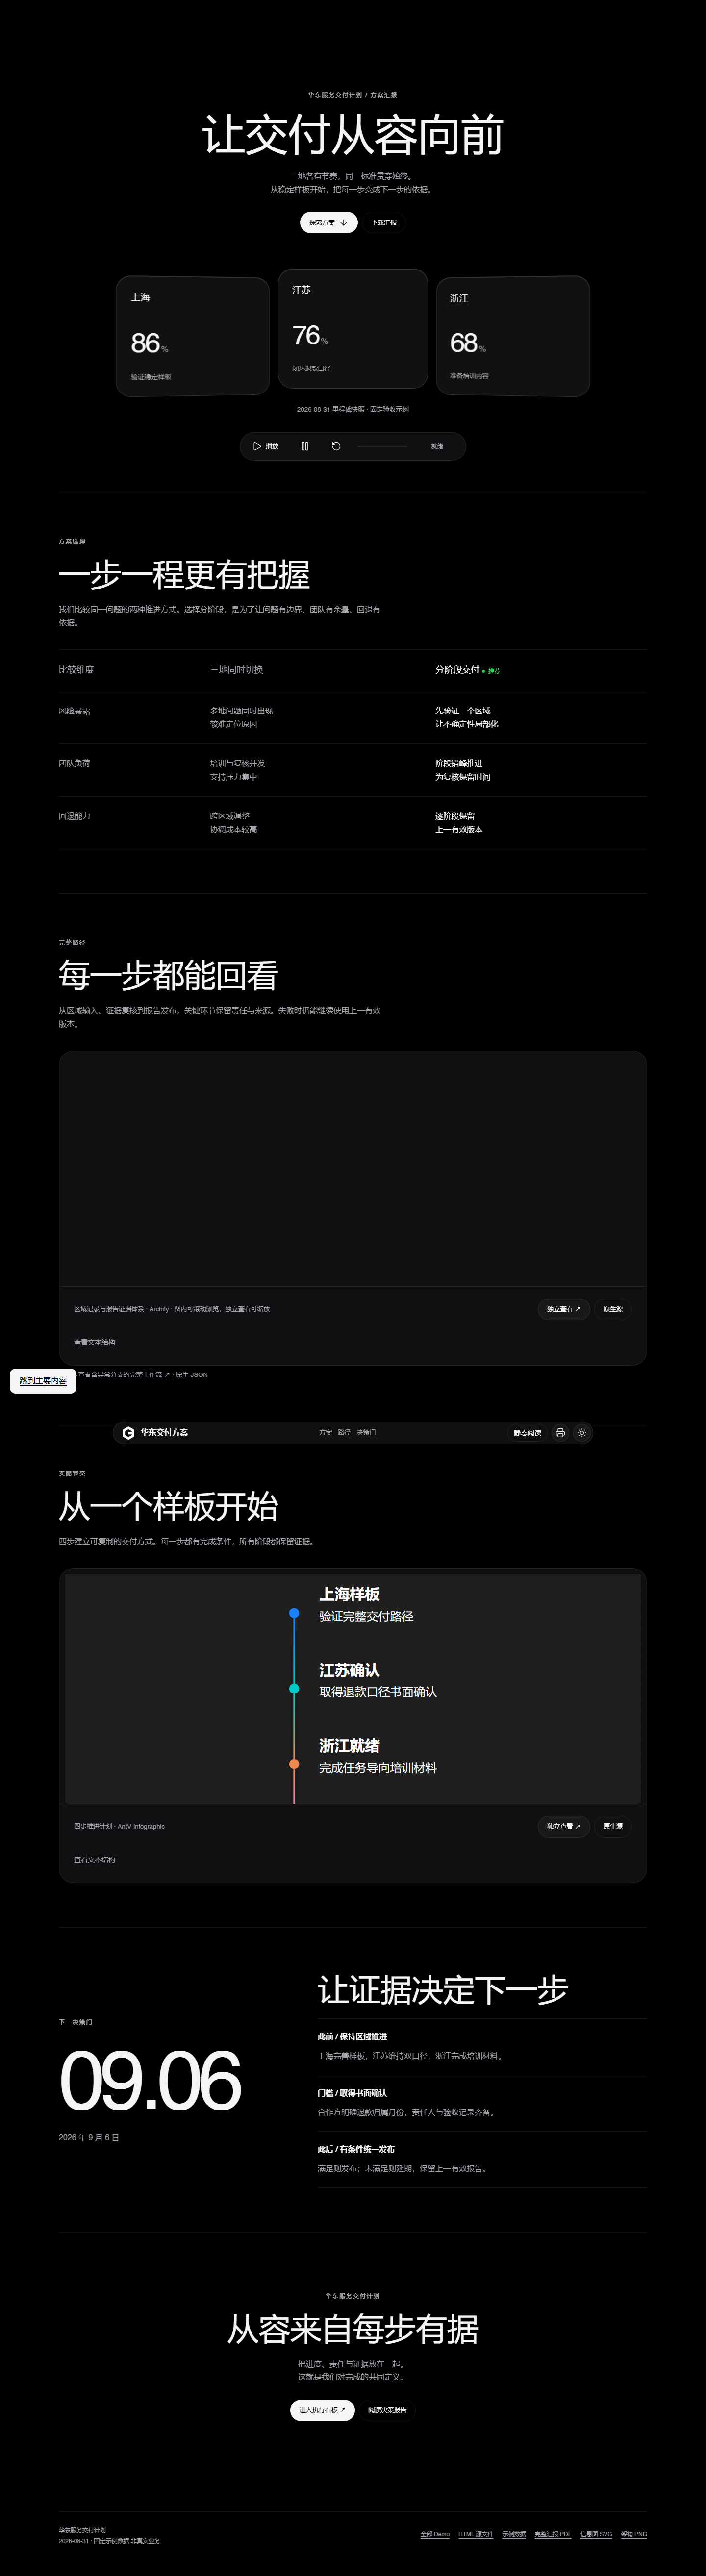 华东服务交付计划 / 方案汇报
让交付从容向前
三地各有节奏，同一标准贯穿始终。
从稳定样板开始，把每一步变成下一步的依据。
探索方案 ↓
下载汇报
上海
86%
验证稳定样板
江苏
76%
闭环退款口径
浙江
68%
准备培训内容
2026-08-31 里程碑快照 · 固定验收示例
播放
就绪
方案选择
一步一程更有把握
我们比较同一问题的两种推进方式。选择分阶段，是为了让问题有边界、团队有余量、回退有
依据。
比较维度 三地同时切换 分阶段交付 推荐
风险暴露 多地问题同时出现 先验证一个区域
较难定位原因 让不确定性局部化
团队负荷 培训与复核并发 阶段错峰推进
支持压力集中 为复核保留时间
回退能力 跨区域调整 逐阶段保留
协调成本较高 上一有效版本
完整路径
每一步都能回看
从区域输入、证据复核到报告发布，关键环节保留责任与来源。失败时仍能继续使用上一有效
版本。
区域记录与报告证据体系 · Archify · 图内可滚动浏览，独立查看可缩放
独立查看 ↗
原生源
查看文本结构
跳到主要内容
查看含异常分支的完整工作流 ↗ · 原生 JSON
华东交付方案
方案 路径 决策门
静态阅读
实施节奏
从一个样板开始
四步建立可复制的交付方式。每一步都有完成条件，所有阶段都保留证据。
上海样板
验证完整交付路径
江苏确认
取得退款口径书面确认
浙江就绪
完成任务导向培训材料
四步推进计划 · AntV Infographic
独立查看 ↗
原生源
查看文本结构
下一决策门
09.06
2026 年 9 月 6 日
让证据决定下一步
此前 / 保持区域推进
上海完善样板，江苏维持双口径，浙江完成培训材料。
门槛 / 取得书面确认
合作方明确退款归属月份，责任人与验收记录齐备。
此后 / 有条件统一发布
满足则发布；未满足则延期，保留上一有效报告。
华东服务交付计划
从容来自每步有据
把进度、责任与证据放在一起。
这就是我们对完成的共同定义。
进入执行看板 ↗
阅读决策报告
华东服务交付计划
2026-08-31 · 固定示例数据 非真实业务
全部 Demo HTML 源文件 示例数据 完整汇报 PDF 信息图 SVG 架构 PNG